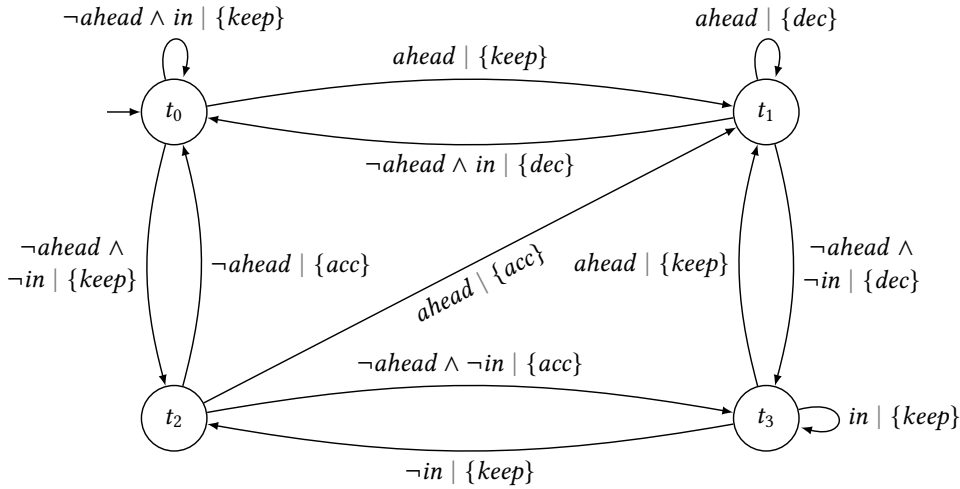 ¬ahead ∧ in | {keep}
ahead | {dec}
ahead | {keep}
t0
t1
¬ahead ∧ in | {dec}
¬ahead ∧
¬in | {keep}
¬ahead | {acc}
ahead | {acc}
ahead | {keep}
¬ahead ∧
¬in | {dec}
¬ahead ∧ ¬in | {acc}
t2
t3
in | {keep}
¬in | {keep}